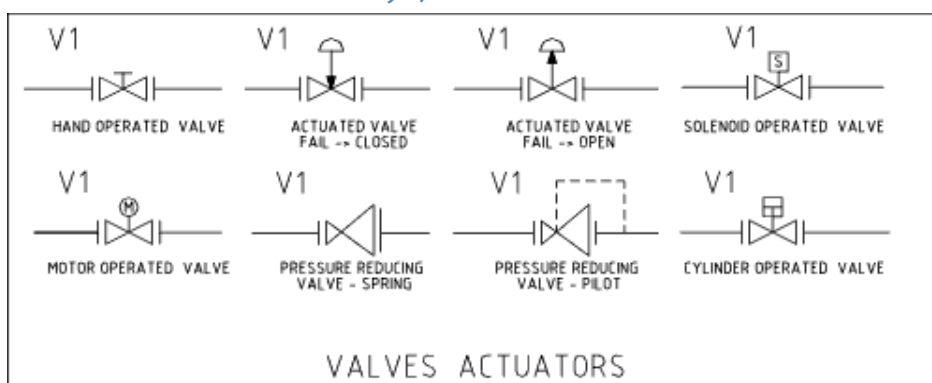 V1
V1
V1
V1
S
HAND OPERATED VALVE
ACTUATED VALVE
FAIL -> CLOSED
ACTUATED VALVE
FAIL -> OPEN
SOLENOID OPERATED VALVE
V1
V1
V1
V1
M
MOTOR OPERATED VALVE
PRESSURE REDUCING
VALVE - SPRING
PRESSURE REDUCING
VALVE - PILOT
CYLINDER OPERATED VALVE
VALVES ACTUATORS